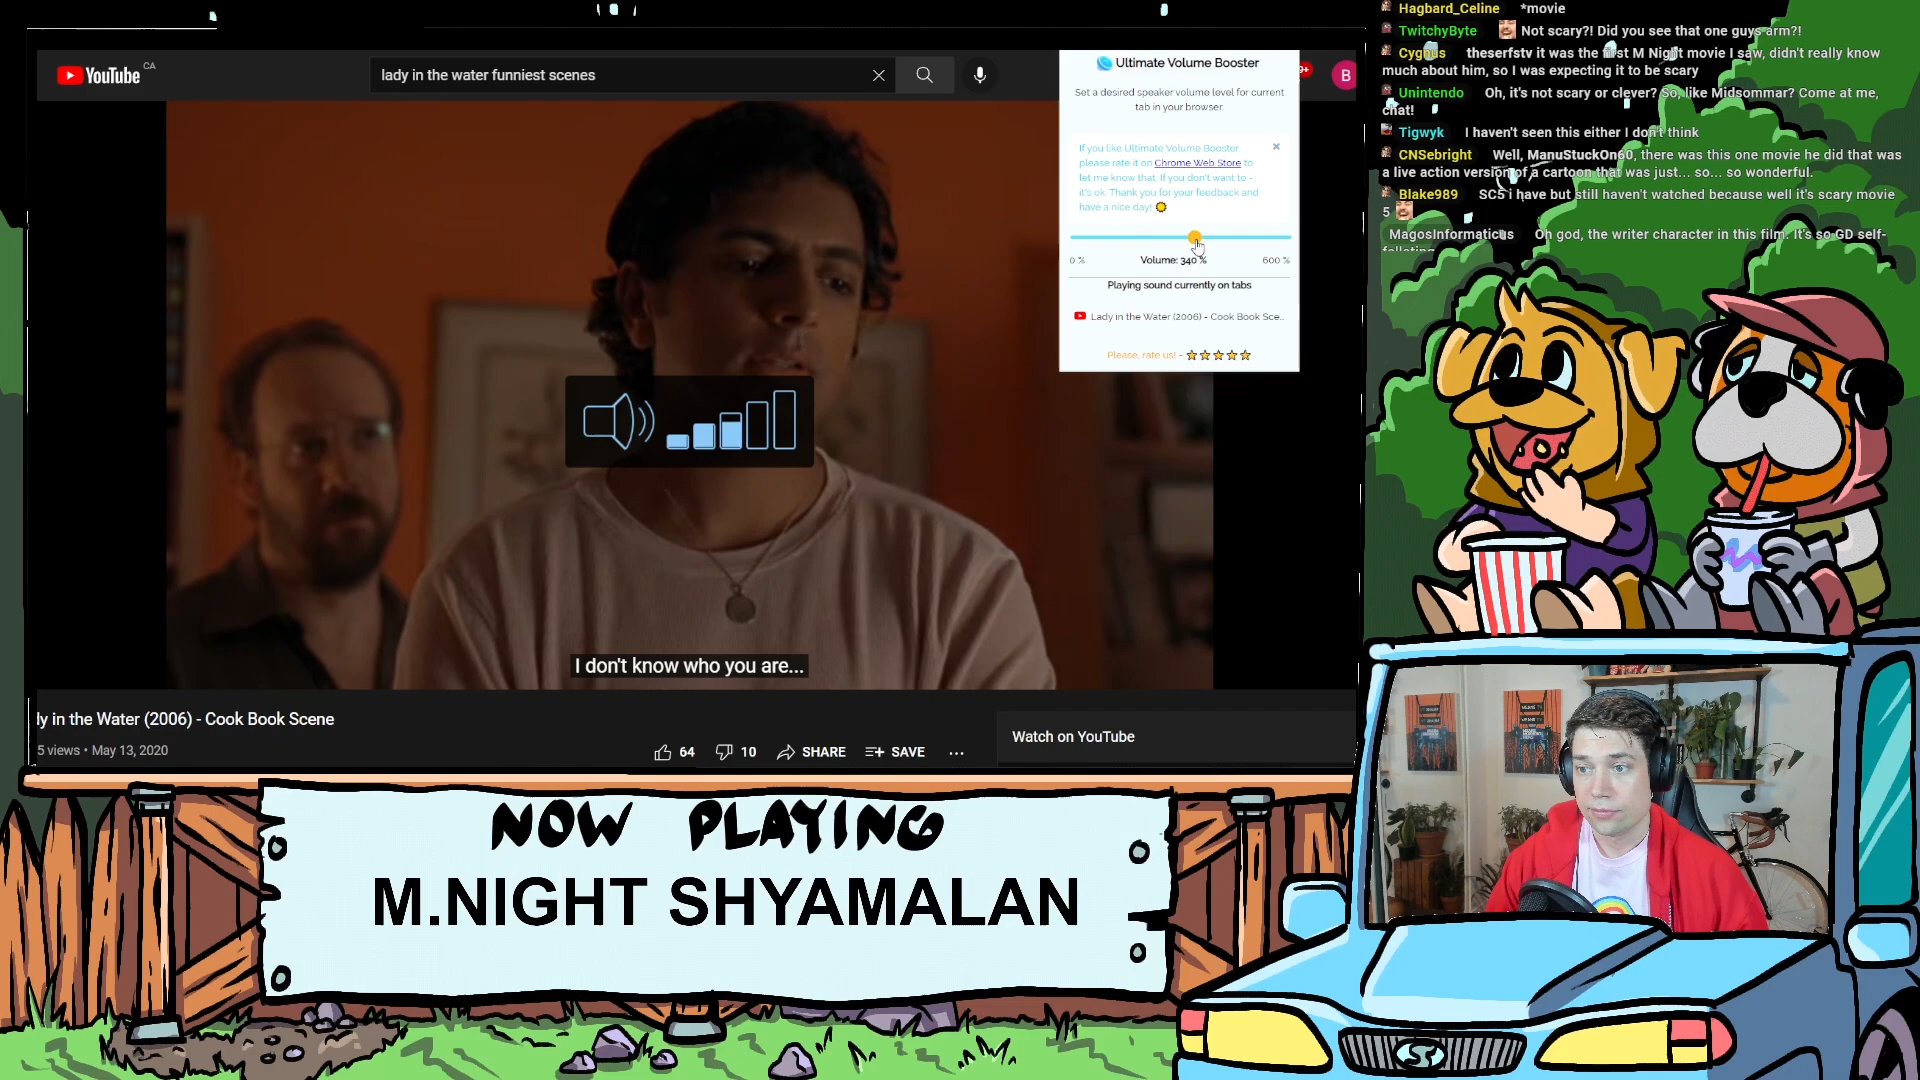 YouTube CA
lady in the water funniest scenes
9+
B
Ultimate Volume Booster
Set a desired speaker volume level for current
tab in your browser.
If you like Ultimate Volume Booster
please rate it on Chrome Web Store to
let me know that. If you don't want to -
it's ok. Thank you for your feedback and
have a nice day!
0 %
Volume: 340 %
600 %
Playing sound currently on tabs
Lady in the Water (2006) - Cook Book Sce...
Please, rate us! -
I don't know who you are...
ly in the Water (2006) - Cook Book Scene
5 views • May 13, 2020
64
10
SHARE
SAVE
Watch on YouTube
Hagbard_Celine *movie
TwitchyByte Not scary?! Did you see that one guys arm?!
Cygnus theserfstv it was the first M Night movie I saw, didn't really know
much about him, so I was expecting it to be scary
Unintendo Oh, it's not scary or clever? So, like Midsommar? Come at me,
chat!
Tigwyk I haven't seen this either I don't think
CNSebright Well, ManuStuckOn60, there was this one movie he did that was
a live action version of a cartoon that was just... so... so wonderful.
Blake989 SC5 i have but still haven't watched because well it's scary movie
5
MagosInformaticus Oh god, the writer character in this film. It's so GD self-
NOW PLAYING
M.NIGHT SHYAMALAN